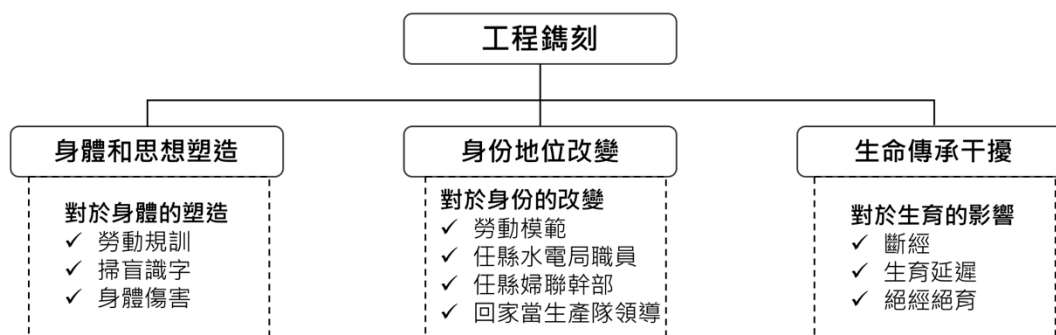 工程鐫刻
身體和思想塑造
對於身體的塑造
✓ 勞動規訓
✓ 掃盲識字
✓ 身體傷害
身份地位改變
對於身份的改變
✓ 勞動模範
✓ 任縣水電局職員
✓ 任縣婦聯幹部
✓ 回家當生產隊領導
生命傳承干擾
對於生育的影響
✓ 斷經
✓ 生育延遲
✓ 絕經絕育